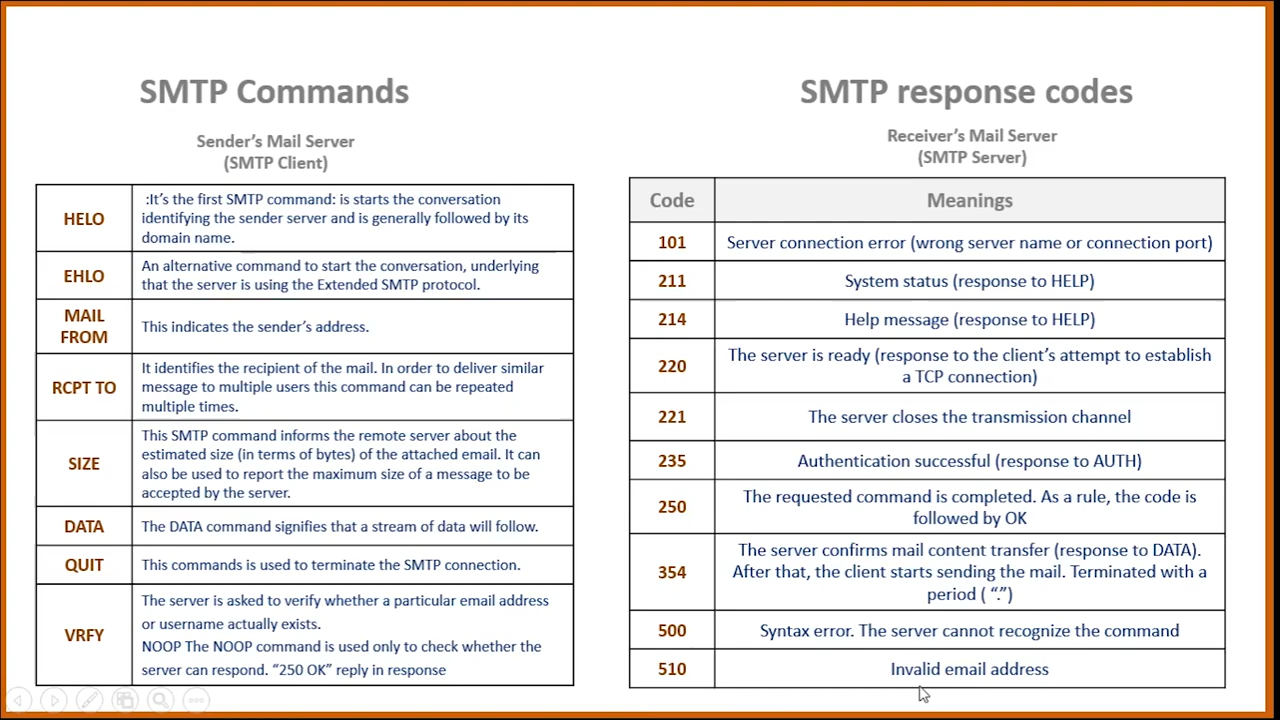 SMTP Commands
Sender's Mail Server
(SMTP Client)
HELO
:It's the first SMTP command: is starts the conversation
identifying the sender server and is generally followed by its
domain name.
EHLO
An alternative command to start the conversation, underlying
that the server is using the Extended SMTP protocol.
MAIL
FROM
This indicates the sender's address.
RCPT TO
It identifies the recipient of the mail. In order to deliver similar
message to multiple users this command can be repeated
multiple times.
SIZE
This SMTP command informs the remote server about the
estimated size (in terms of bytes) of the attached email. It can
also be used to report the maximum size of a message to be
accepted by the server.
DATA
The DATA command signifies that a stream of data will follow.
QUIT
This commands is used to terminate the SMTP connection.
VRFY
The server is asked to verify whether a particular email address
or username actually exists.
NOOP The NOOP command is used only to check whether the
server can respond. “250 OK” reply in response
SMTP response codes
Receiver's Mail Server
(SMTP Server)
Code Meanings
101 Server connection error (wrong server name or connection port)
211 System status (response to HELP)
214 Help message (response to HELP)
220
The server is ready (response to the client's attempt to establish
a TCP connection)
221 The server closes the transmission channel
235 Authentication successful (response to AUTH)
250
The requested command is completed. As a rule, the code is
followed by OK
354
The server confirms mail content transfer (response to DATA).
After that, the client starts sending the mail. Terminated with a
period ( “.”)
500 Syntax error. The server cannot recognize the command
510 Invalid email address